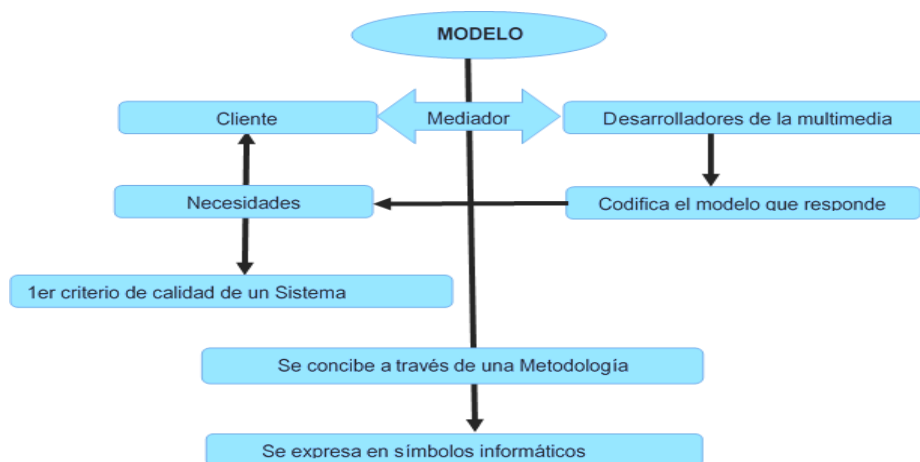 MODELO
Cliente
Mediador
Desarrolladores de la multimedia
Necesidades
Codifica el modelo que responde
1er criterio de calidad de un Sistema
Se concibe a través de una Metodología
Se expresa en símbolos informáticos